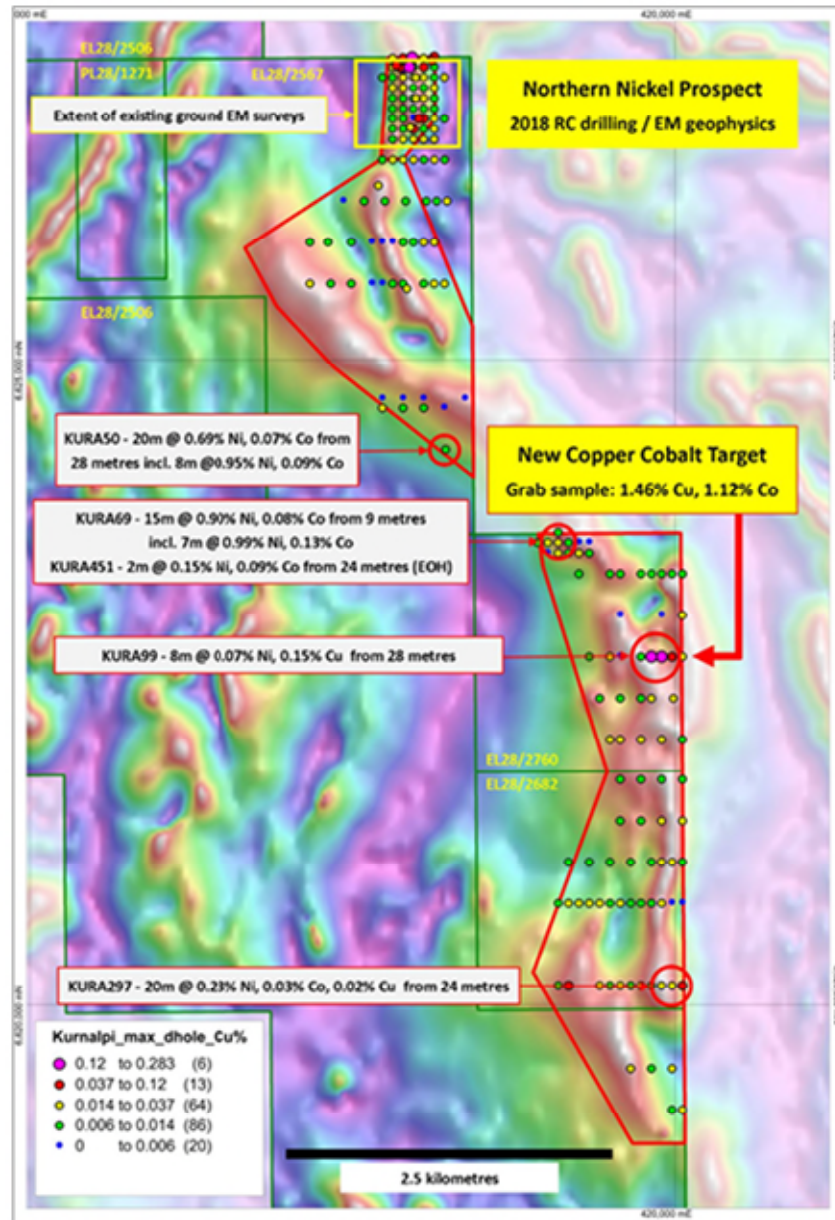 000 mE
420,000 mE
EL28/2506
PL28/1271
EL28/2567
Extent of existing ground EM surveys
Northern Nickel Prospect
2018 RC drilling / EM geophysics
EL28/2506
KURA50 - 20m @ 0.69% Ni, 0.07% Co from
28 metres incl. 8m @0.95% Ni, 0.09% Co
New Copper Cobalt Target
Grab sample: 1.46% Cu, 1.12% Co
KURA69 - 15m @ 0.90% Ni, 0.08% Co from 9 metres
incl. 7m @ 0.99% Ni, 0.13% Co
KURA451 - 2m @ 0.15% Ni, 0.09% Co from 24 metres (EOH)
KURA99 - 8m @ 0.07% Ni, 0.15% Cu from 28 metres
EL28/2760
EL28/2682
KURA297 - 20m @ 0.23% Ni, 0.03% Co, 0.02% Cu from 24 metres
Kurnalpi_max_dhole_Cu%
0.12 to 0.283 (6)
0.037 to 0.12 (13)
0.014 to 0.037 (64)
0.006 to 0.014 (86)
0 to 0.006 (20)
2.5 kilometres
420,000 mE